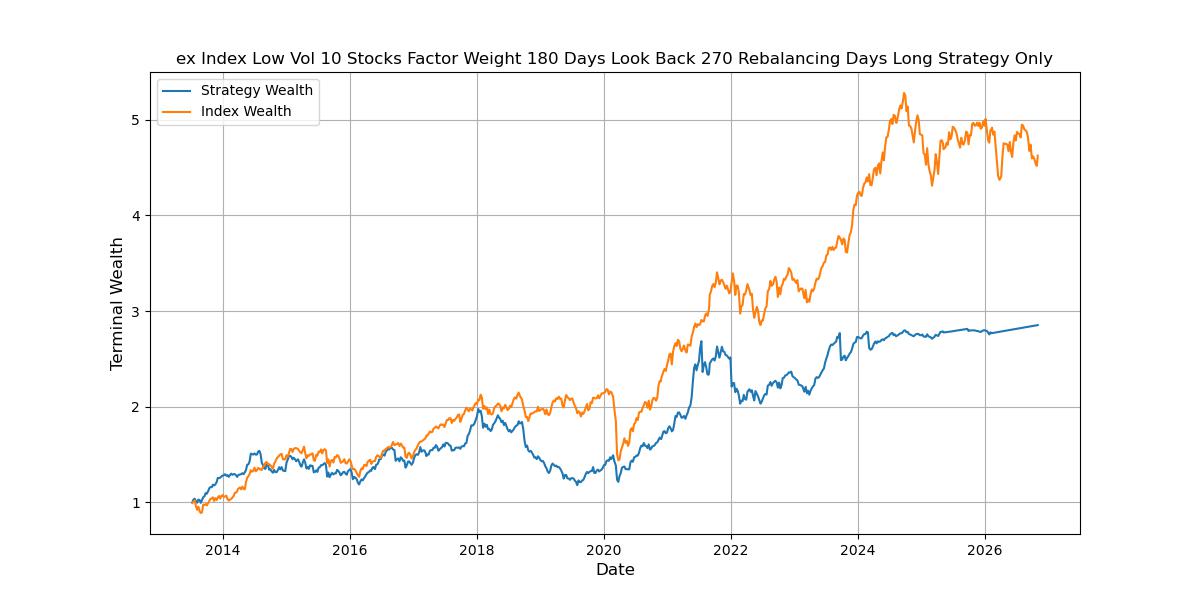 ex Index Low Vol 10 Stocks Factor Weight 180 Days Look Back 270 Rebalancing Days Long Strategy Only
Strategy Wealth
Index Wealth
Terminal Wealth
5
4
3
2
1
2014 2016 2018 2020 2022 2024 2026
Date